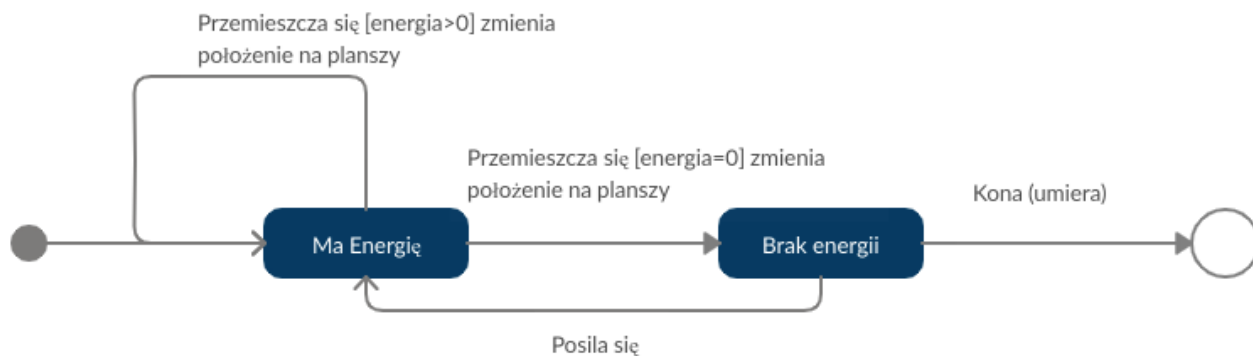 Przemieszcza się [energia>0] zmienia
położenie na planszy
Przemieszcza się [energia=0] zmienia
położenie na planszy
Kona (umiera)
Ma Energię
Brak energii
Posila się